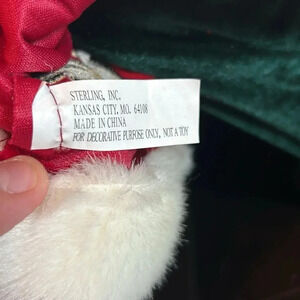 STERLING, INC.
KANSAS CITY, MO. 64108
MADE IN CHINA
FOR DECORATIVE PURPOSE ONLY, NOT A TOY